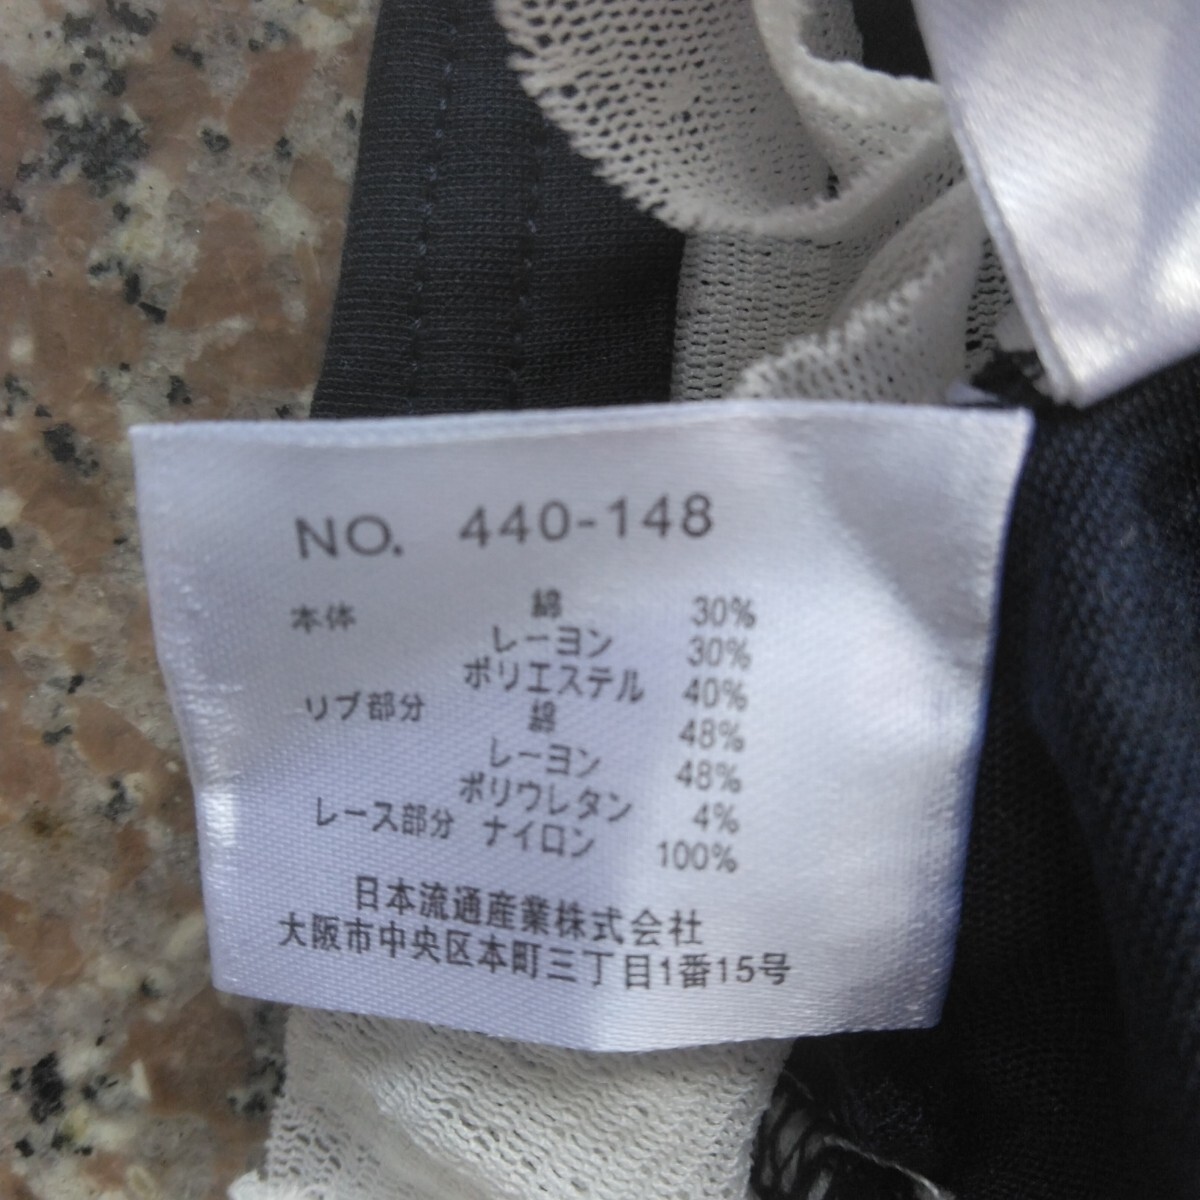 NO. 440-148
本体 綿 30%
レーヨン 30%
ポリエステル 40%
リブ部分 綿 48%
レーヨン 48%
ポリウレタン 4%
レース部分 ナイロン 100%
日本流通産業株式会社
大阪市中央区本町三丁目1番15号